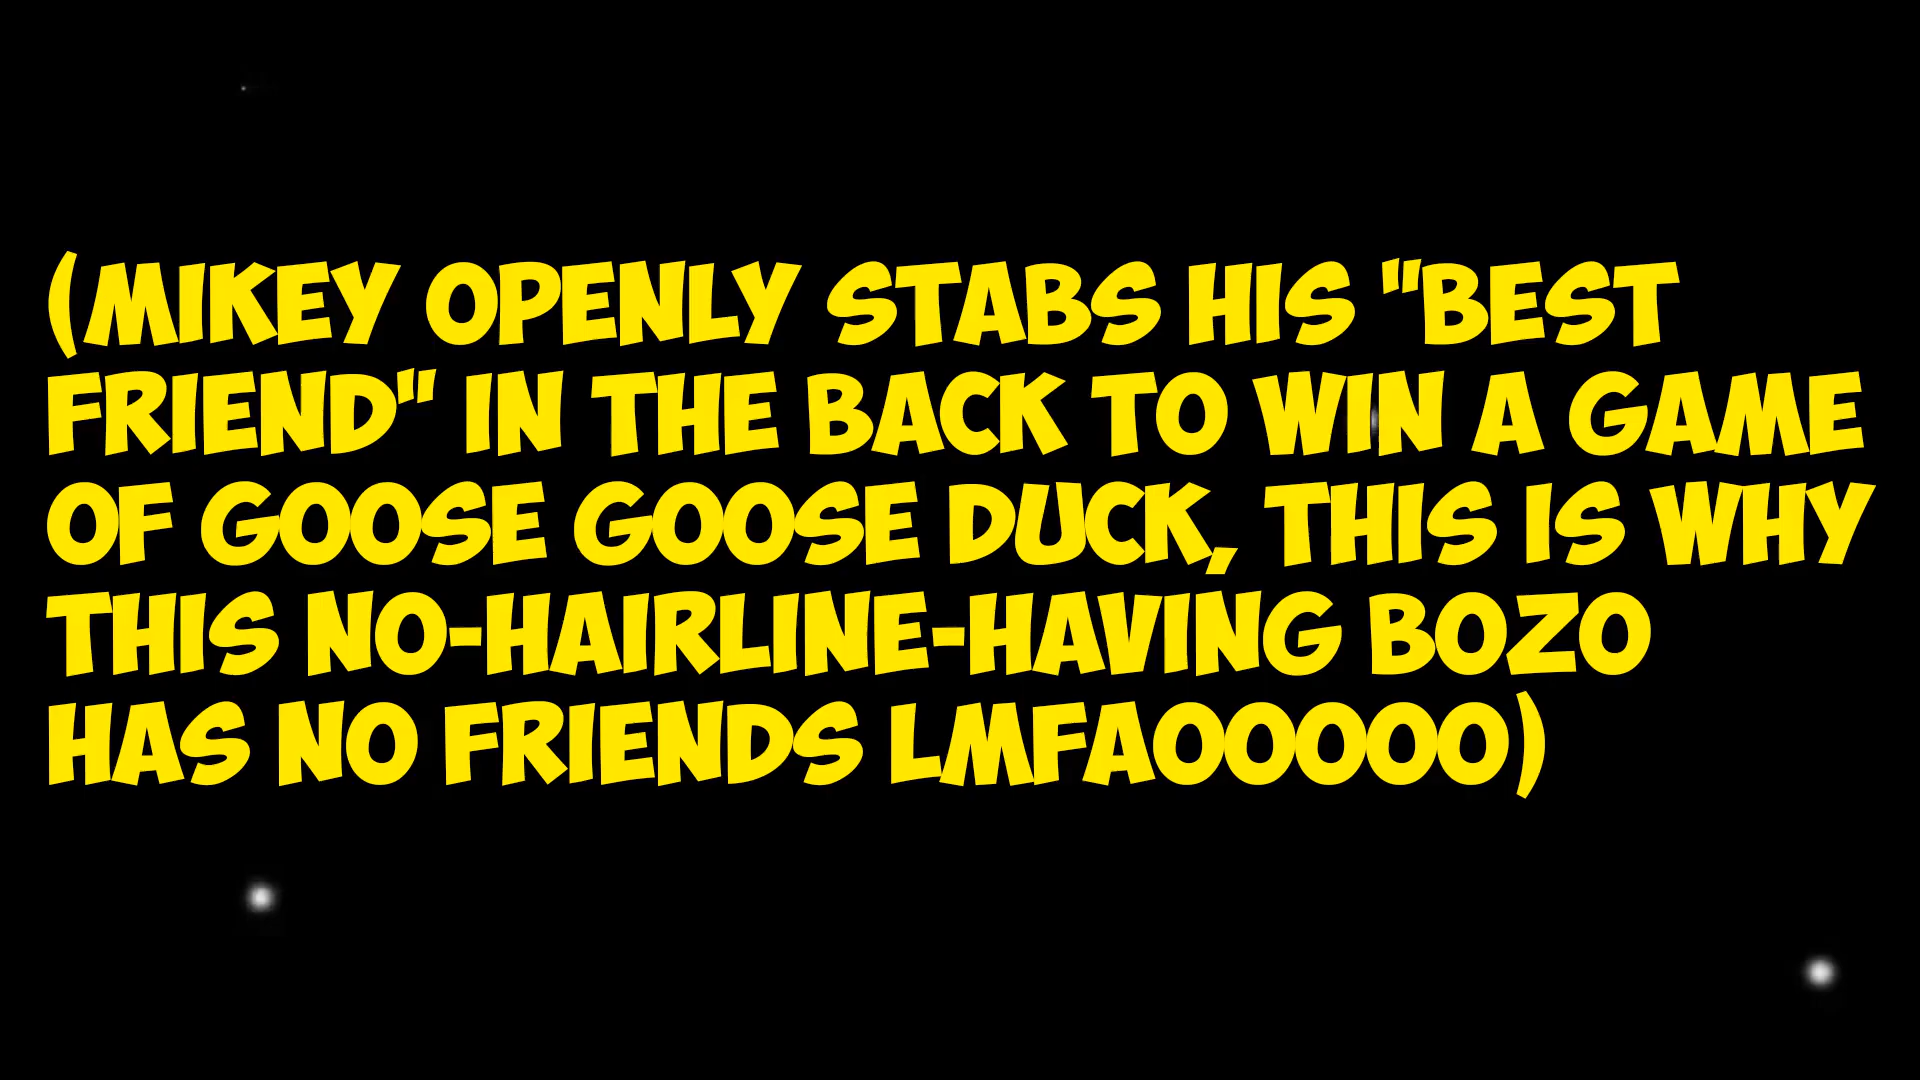 (MIKEY OPENLY STABS HIS "BEST
FRIEND" IN THE BACK TO WIN A GAME
OF GOOSE GOOSE DUCK, THIS IS WHY
THIS NO-HAIRLINE-HAVING BOZO
HAS NO FRIENDS LMFAOOOOO)